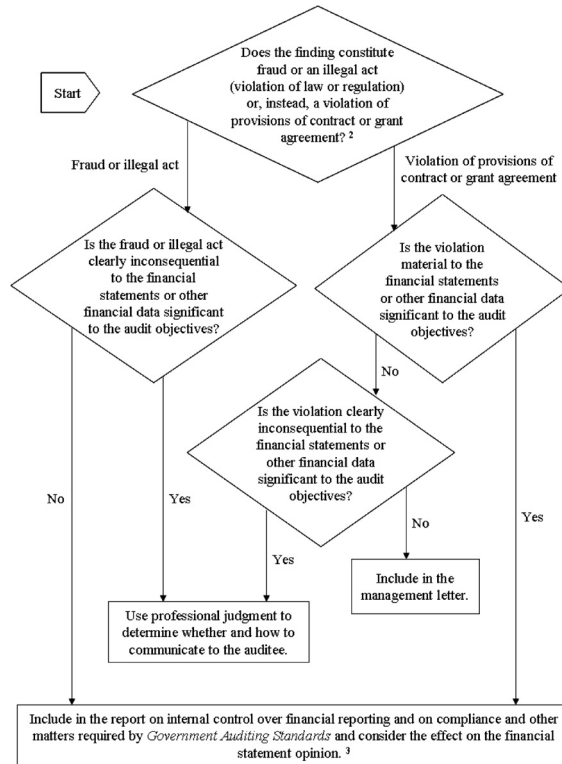 Does the finding constitute
fraud or an illegal act
(violation of law or regulation)
or, instead, a violation of
provisions of contract or grant
agreement? 2
Start
Fraud or illegal act
Violation of provisions of
contract or grant agreement
Is the fraud or illegal act
clearly inconsequential
to the financial
statements or other
financial data significant
to the audit objectives?
Is the violation
material to the
financial statements
or other financial data
significant to the audit
objectives?
No
Is the violation clearly
inconsequential to the
financial statements or
other financial data
significant to the audit
objectives?
No
Yes
No
Yes
Yes
Include in the
management letter.
Use professional judgment to
determine whether and how to
communicate to the auditee.
Include in the report on internal control over financial reporting and on compliance and other
matters required by Government Auditing Standards and consider the effect on the financial
statement opinion. 3